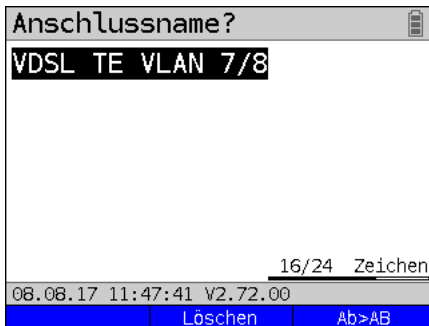 Anschlussname?
VDSL TE VLAN 7/8
16/24 Zeichen
08.08.17 11:47:41 V2.72.00
Löschen Ab>AB